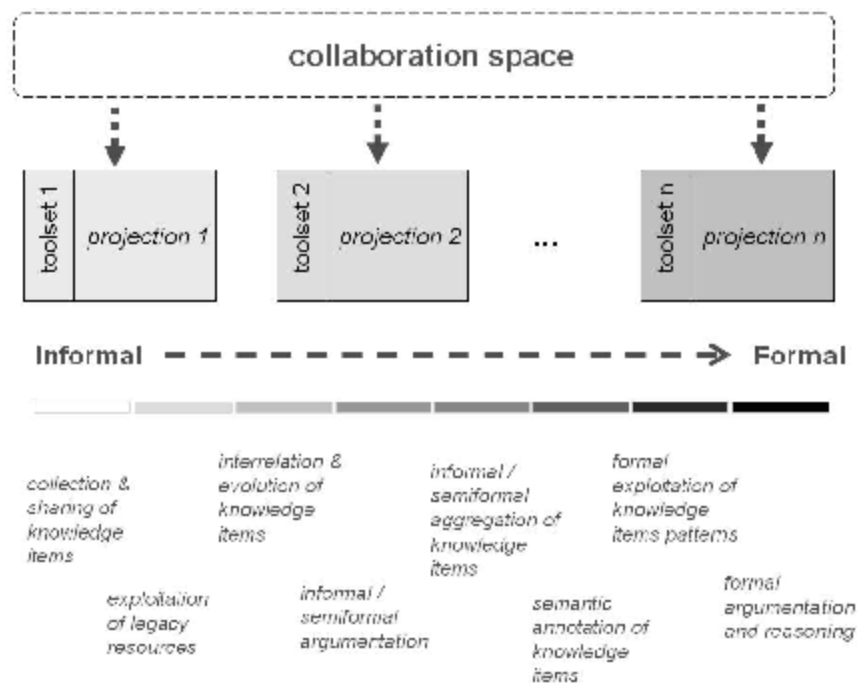 collaboration space
toolset 1
projection 1
toolset 2
projection 2
...
toolset n
projection n
Informal
Formal
collection &
sharing of
knowledge
items
exploitation
of legacy
resources
interrelation &
evolution of
knowledge
items
informal /
semiformal
argumentation
informal /
semiformal
aggregation of
knowledge
items
semantic
annotation of
knowledge
items
formal
exploitation of
knowledge
items patterns
formal
argumentation
and reasoning